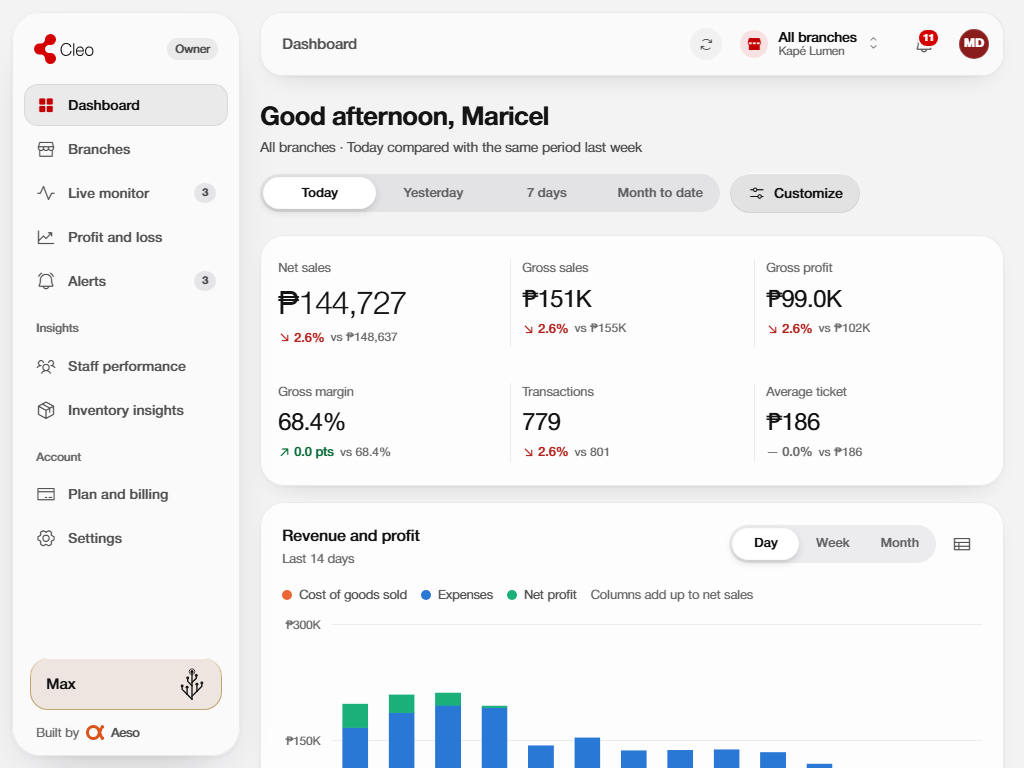 Cleo
Owner
Dashboard
Branches
Live monitor 3
Profit and loss
Alerts 3
Insights
Staff performance
Inventory insights
Account
Plan and billing
Settings
Max
Built by Aeso
Dashboard
All branches
Kapé Lumen
11
MD
Good afternoon, Maricel
All branches · Today compared with the same period last week
Today Yesterday 7 days Month to date Customize
Net sales
₱144,727
↘ 2.6% vs ₱148,637
Gross sales
₱151K
↘ 2.6% vs ₱155K
Gross profit
₱99.0K
↘ 2.6% vs ₱102K
Gross margin
68.4%
↗ 0.0 pts vs 68.4%
Transactions
779
↘ 2.6% vs 801
Average ticket
₱186
— 0.0% vs ₱186
Revenue and profit
Last 14 days
Day Week Month
Cost of goods sold Expenses Net profit Columns add up to net sales
₱300K
₱150K